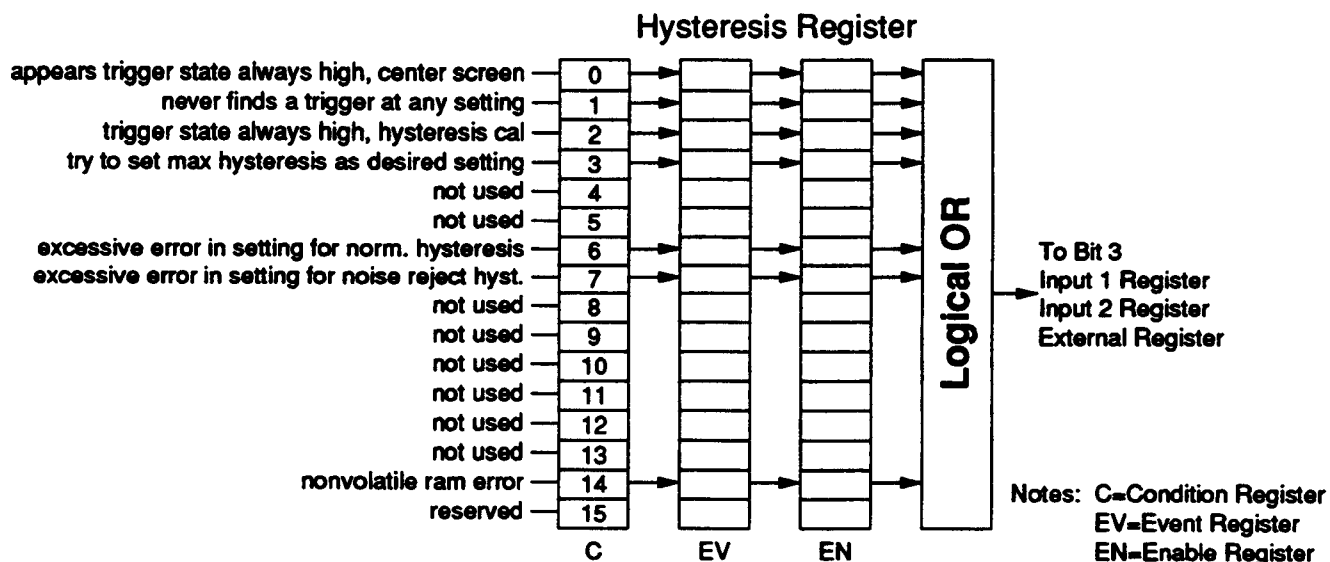 Hysteresis Register
appears trigger state always high, center screen 0
never finds a trigger at any setting 1
trigger state always high, hysteresis cal 2
try to set max hysteresis as desired setting 3
not used 4
not used 5
excessive error in setting for norm. hysteresis 6
excessive error in setting for noise reject hyst. 7
not used 8
not used 9
not used 10
not used 11
not used 12
not used 13
nonvolatile ram error 14
reserved 15
C EV EN
Logical OR
To Bit 3
Input 1 Register
Input 2 Register
External Register
Notes: C=Condition Register
EV=Event Register
EN=Enable Register